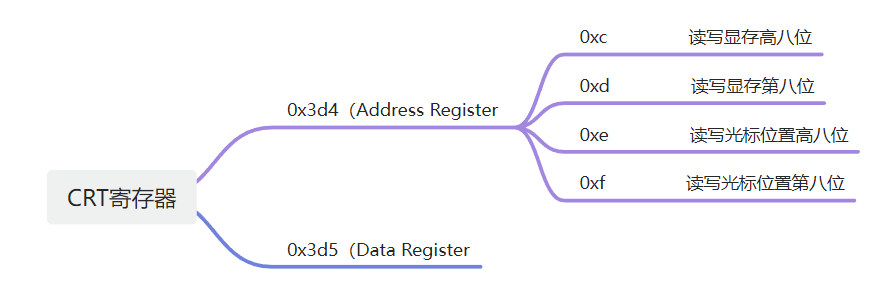 CRT寄存器
0x3d4（Address Register
0xc 读写显存高八位
0xd 读写显存第八位
0xe 读写光标位置高八位
0xf 读写光标位置第八位
0x3d5（Data Register